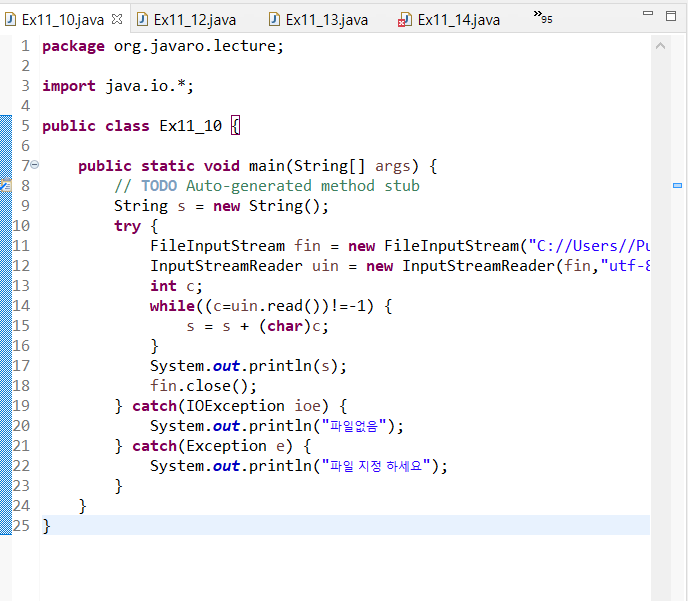 Ex11_10.java Ex11_12.java Ex11_13.java Ex11_14.java 95
1 package org.javaro.lecture;
2
3 import java.io.*;
4
5 public class Ex11_10 {
6
7 public static void main(String[] args) {
8 // TODO Auto-generated method stub
9 String s = new String();
10 try {
11 FileInputStream fin = new FileInputStream("C://Users//Pu
12 InputStreamReader uin = new InputStreamReader(fin,"utf-8
13 int c;
14 while((c=uin.read())!=-1) {
15 s = s + (char)c;
16 }
17 System.out.println(s);
18 fin.close();
19 } catch(IOException ioe) {
20 System.out.println("파일없음");
21 } catch(Exception e) {
22 System.out.println("파일 지정 하세요");
23 }
24 }
25 }